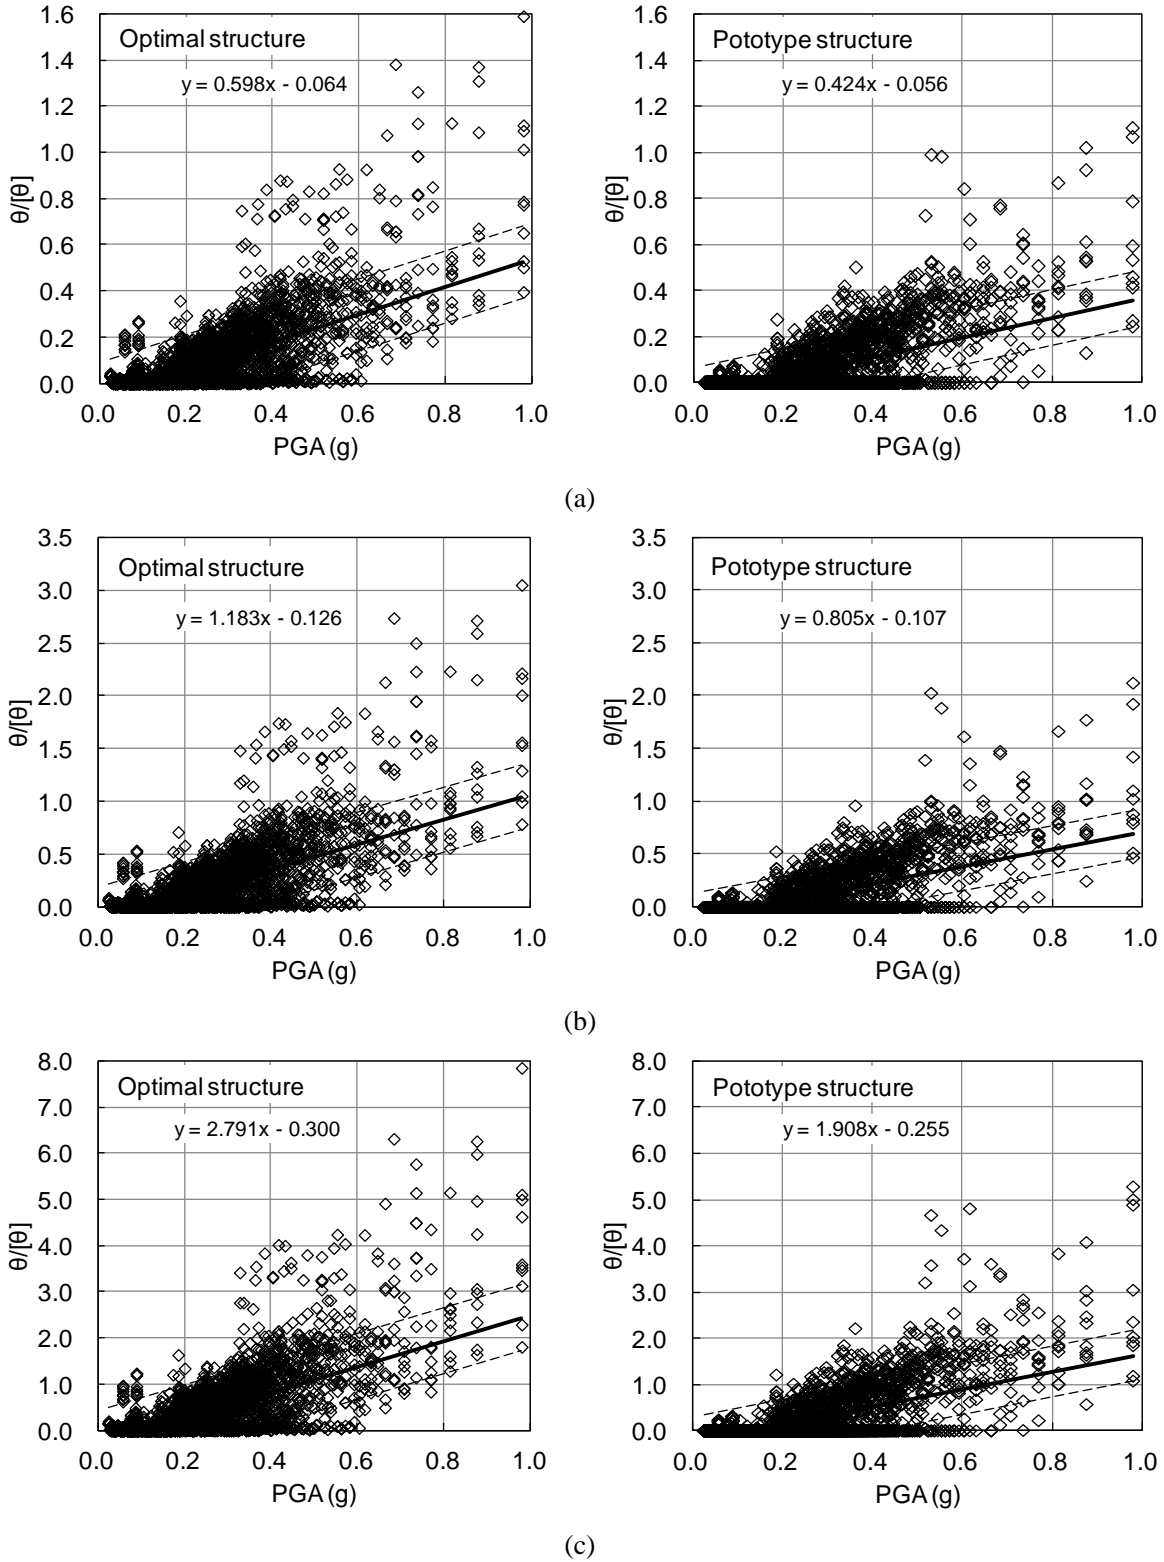 Optimal structure
y = 0.598x - 0.064
θ/[θ]
1.6
1.4
1.2
1.0
0.8
0.6
0.4
0.2
0.0
0.0 0.2 0.4 0.6 0.8 1.0
PGA (g)
Pototype structure
y = 0.424x - 0.056
θ/[θ]
1.6
1.4
1.2
1.0
0.8
0.6
0.4
0.2
0.0
0.0 0.2 0.4 0.6 0.8 1.0
PGA (g)
(a)
Optimal structure
y = 1.183x - 0.126
θ/[θ]
3.5
3.0
2.5
2.0
1.5
1.0
0.5
0.0
0.0 0.2 0.4 0.6 0.8 1.0
PGA (g)
Pototype structure
y = 0.805x - 0.107
θ/[θ]
3.5
3.0
2.5
2.0
1.5
1.0
0.5
0.0
0.0 0.2 0.4 0.6 0.8 1.0
PGA (g)
(b)
Optimal structure
y = 2.791x - 0.300
θ/[θ]
8.0
7.0
6.0
5.0
4.0
3.0
2.0
1.0
0.0
0.0 0.2 0.4 0.6 0.8 1.0
PGA (g)
Pototype structure
y = 1.908x - 0.255
θ/[θ]
8.0
7.0
6.0
5.0
4.0
3.0
2.0
1.0
0.0
0.0 0.2 0.4 0.6 0.8 1.0
PGA (g)
(c)